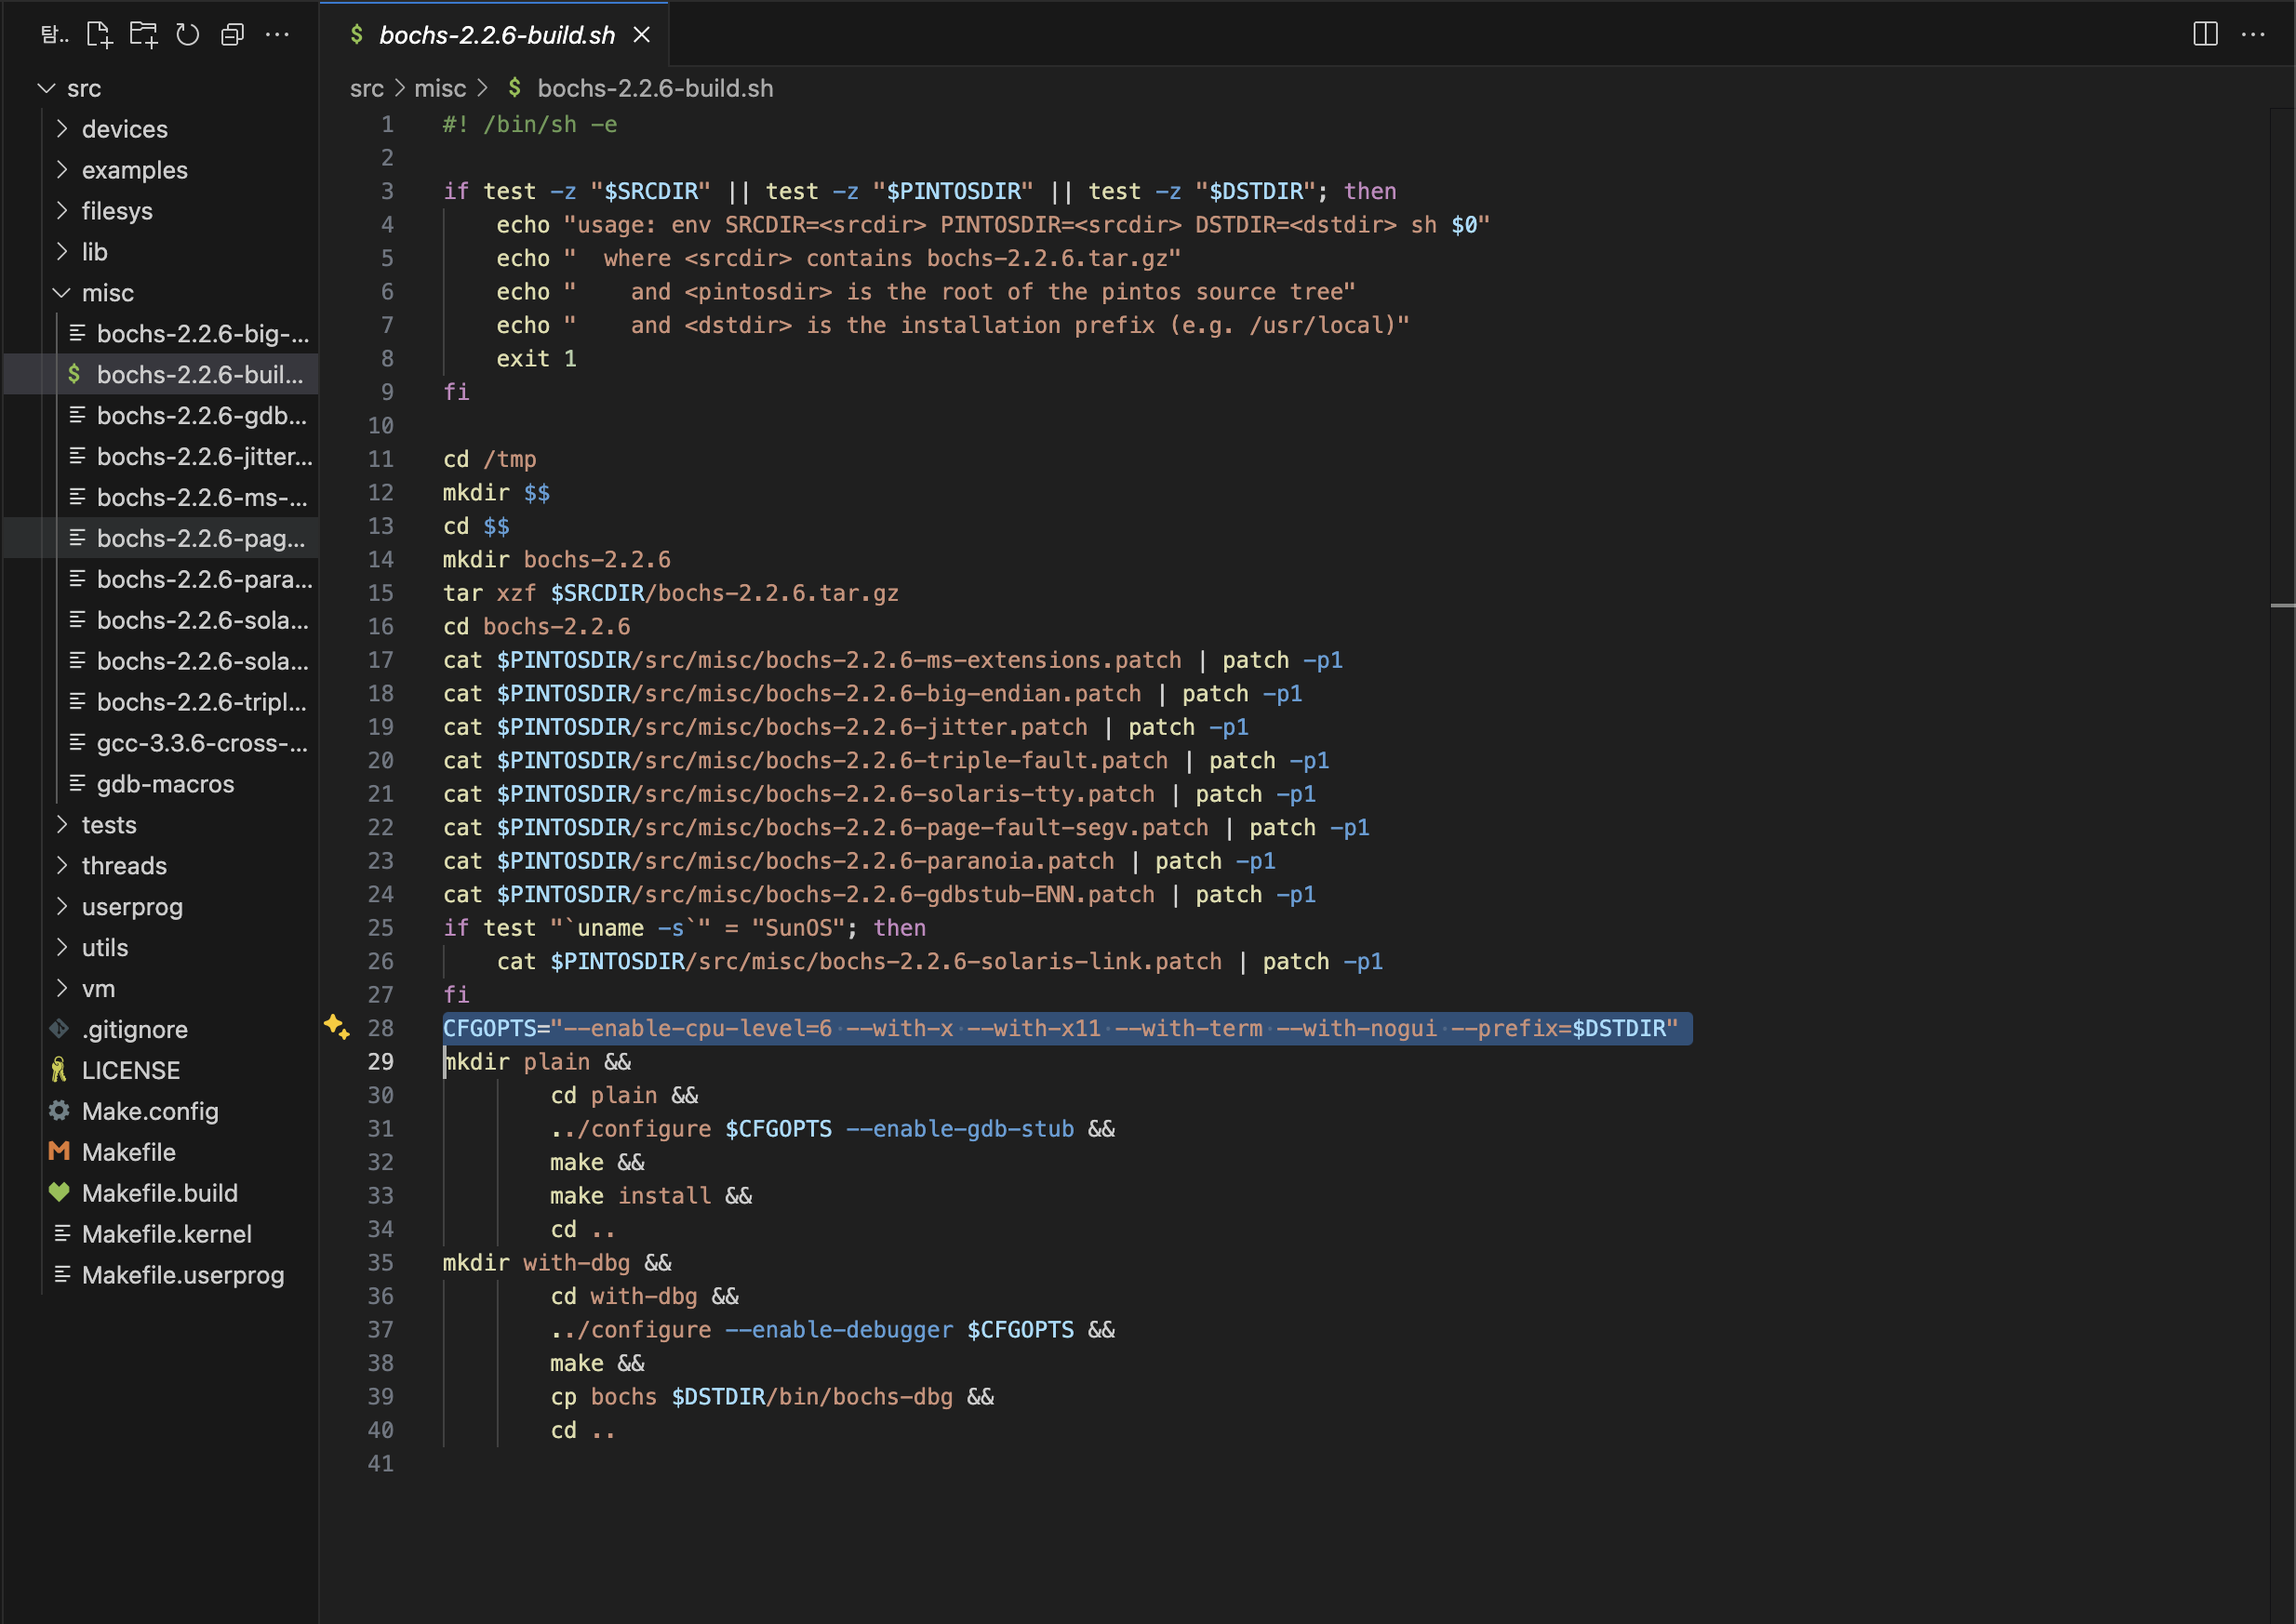 탐..
bochs-2.2.6-build.sh
src
devices
examples
filesys
lib
misc
bochs-2.2.6-big-...
bochs-2.2.6-buil...
bochs-2.2.6-gdb...
bochs-2.2.6-jitter...
bochs-2.2.6-ms-...
bochs-2.2.6-pag...
bochs-2.2.6-para...
bochs-2.2.6-sola...
bochs-2.2.6-sola...
bochs-2.2.6-tripl...
gcc-3.3.6-cross-...
gdb-macros
tests
threads
userprog
utils
vm
.gitignore
LICENSE
Make.config
Makefile
Makefile.build
Makefile.kernel
Makefile.userprog
src > misc > $ bochs-2.2.6-build.sh
1 #! /bin/sh -e
2
3 if test -z "$SRCDIR" || test -z "$PINTOSDIR" || test -z "$DSTDIR"; then
4     echo "usage: env SRCDIR=<srcdir> PINTOSDIR=<srcdir> DSTDIR=<dstdir> sh $0"
5     echo "  where <srcdir> contains bochs-2.2.6.tar.gz"
6     echo "    and <pintosdir> is the root of the pintos source tree"
7     echo "    and <dstdir> is the installation prefix (e.g. /usr/local)"
8     exit 1
9 fi
10
11 cd /tmp
12 mkdir $$
13 cd $$
14 mkdir bochs-2.2.6
15 tar xzf $SRCDIR/bochs-2.2.6.tar.gz
16 cd bochs-2.2.6
17 cat $PINTOSDIR/src/misc/bochs-2.2.6-ms-extensions.patch | patch -p1
18 cat $PINTOSDIR/src/misc/bochs-2.2.6-big-endian.patch | patch -p1
19 cat $PINTOSDIR/src/misc/bochs-2.2.6-jitter.patch | patch -p1
20 cat $PINTOSDIR/src/misc/bochs-2.2.6-triple-fault.patch | patch -p1
21 cat $PINTOSDIR/src/misc/bochs-2.2.6-solaris-tty.patch | patch -p1
22 cat $PINTOSDIR/src/misc/bochs-2.2.6-page-fault-segv.patch | patch -p1
23 cat $PINTOSDIR/src/misc/bochs-2.2.6-paranoia.patch | patch -p1
24 cat $PINTOSDIR/src/misc/bochs-2.2.6-gdbstub-ENN.patch | patch -p1
25 if test "`uname -s`" = "SunOS"; then
26     cat $PINTOSDIR/src/misc/bochs-2.2.6-solaris-link.patch | patch -p1
27 fi
28 CFGOPTS="--enable-cpu-level=6 --with-x --with-x11 --with-term --with-nogui --prefix=$DSTDIR"
29 mkdir plain &&
30         cd plain &&
31         ../configure $CFGOPTS --enable-gdb-stub &&
32         make &&
33         make install &&
34         cd ..
35 mkdir with-dbg &&
36         cd with-dbg &&
37         ../configure --enable-debugger $CFGOPTS &&
38         make &&
39         cp bochs $DSTDIR/bin/bochs-dbg &&
40         cd ..
41